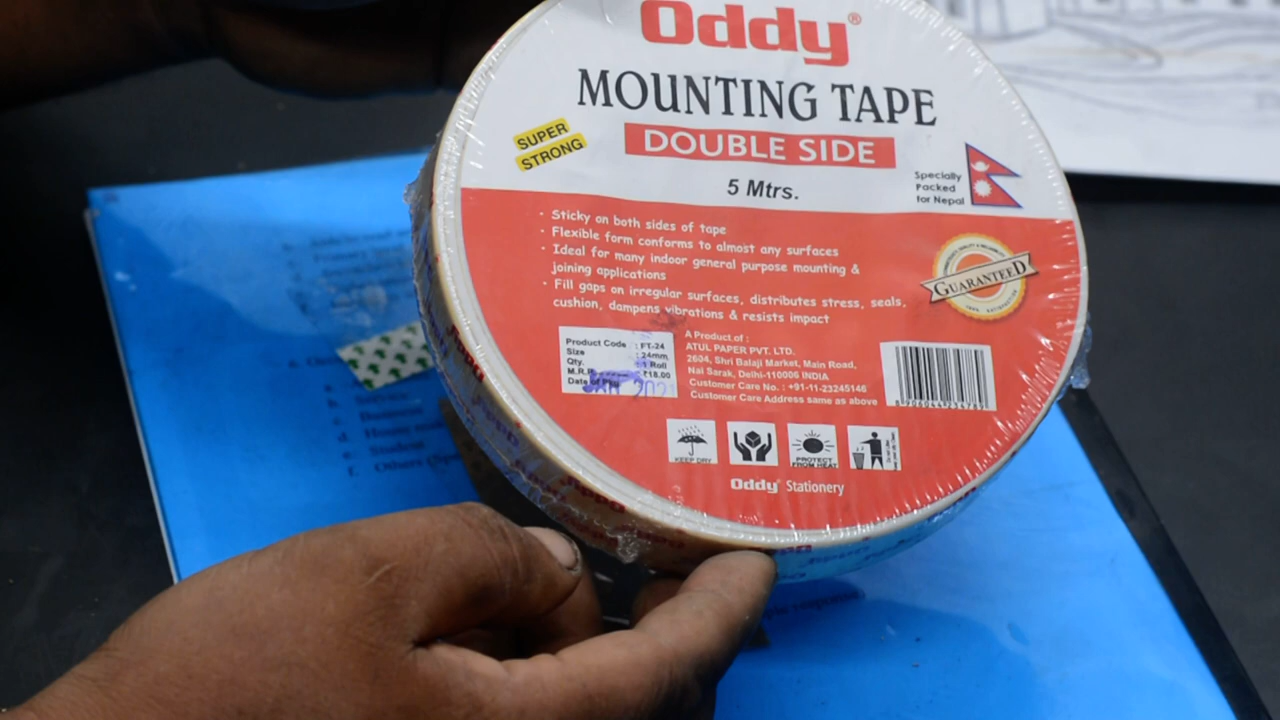 Oddy®
MOUNTING TAPE
SUPER
STRONG
DOUBLE SIDE
5 Mtrs.
Specially
Packed
for Nepal
· Sticky on both sides of tape
· Flexible form conforms to almost any surfaces
· Ideal for many indoor general purpose mounting &
joining applications
· Fill gaps on irregular surfaces, distributes stress, seals,
cushion, dampens vibrations & resists impact
GUARANTEED
Product Code : FT-24
Size : 24mm
Qty. : 1 Roll
M.R.P. : ₹18.00
Date of
A Product of :
ATUL PAPER PVT. LTD.
2604, Shri Balaji Market, Main Road,
Nai Sarak, Delhi-110006 INDIA
Customer Care No. : +91-11-23245146
Customer Care Address same as above
KEEP DRY
PROTECT
FROM HEAT
Oddy® Stationery
d. Student
f. Others